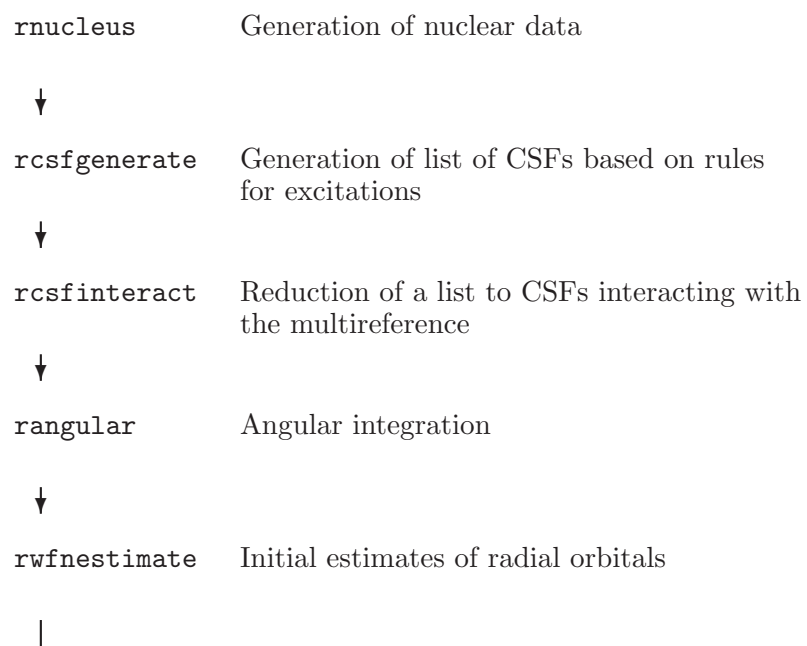 rnucleus Generation of nuclear data
rcsfgenerate Generation of list of CSFs based on rules
for excitations
rcsfinteract Reduction of a list to CSFs interacting with
the multireference
rangular Angular integration
rwfnestimate Initial estimates of radial orbitals